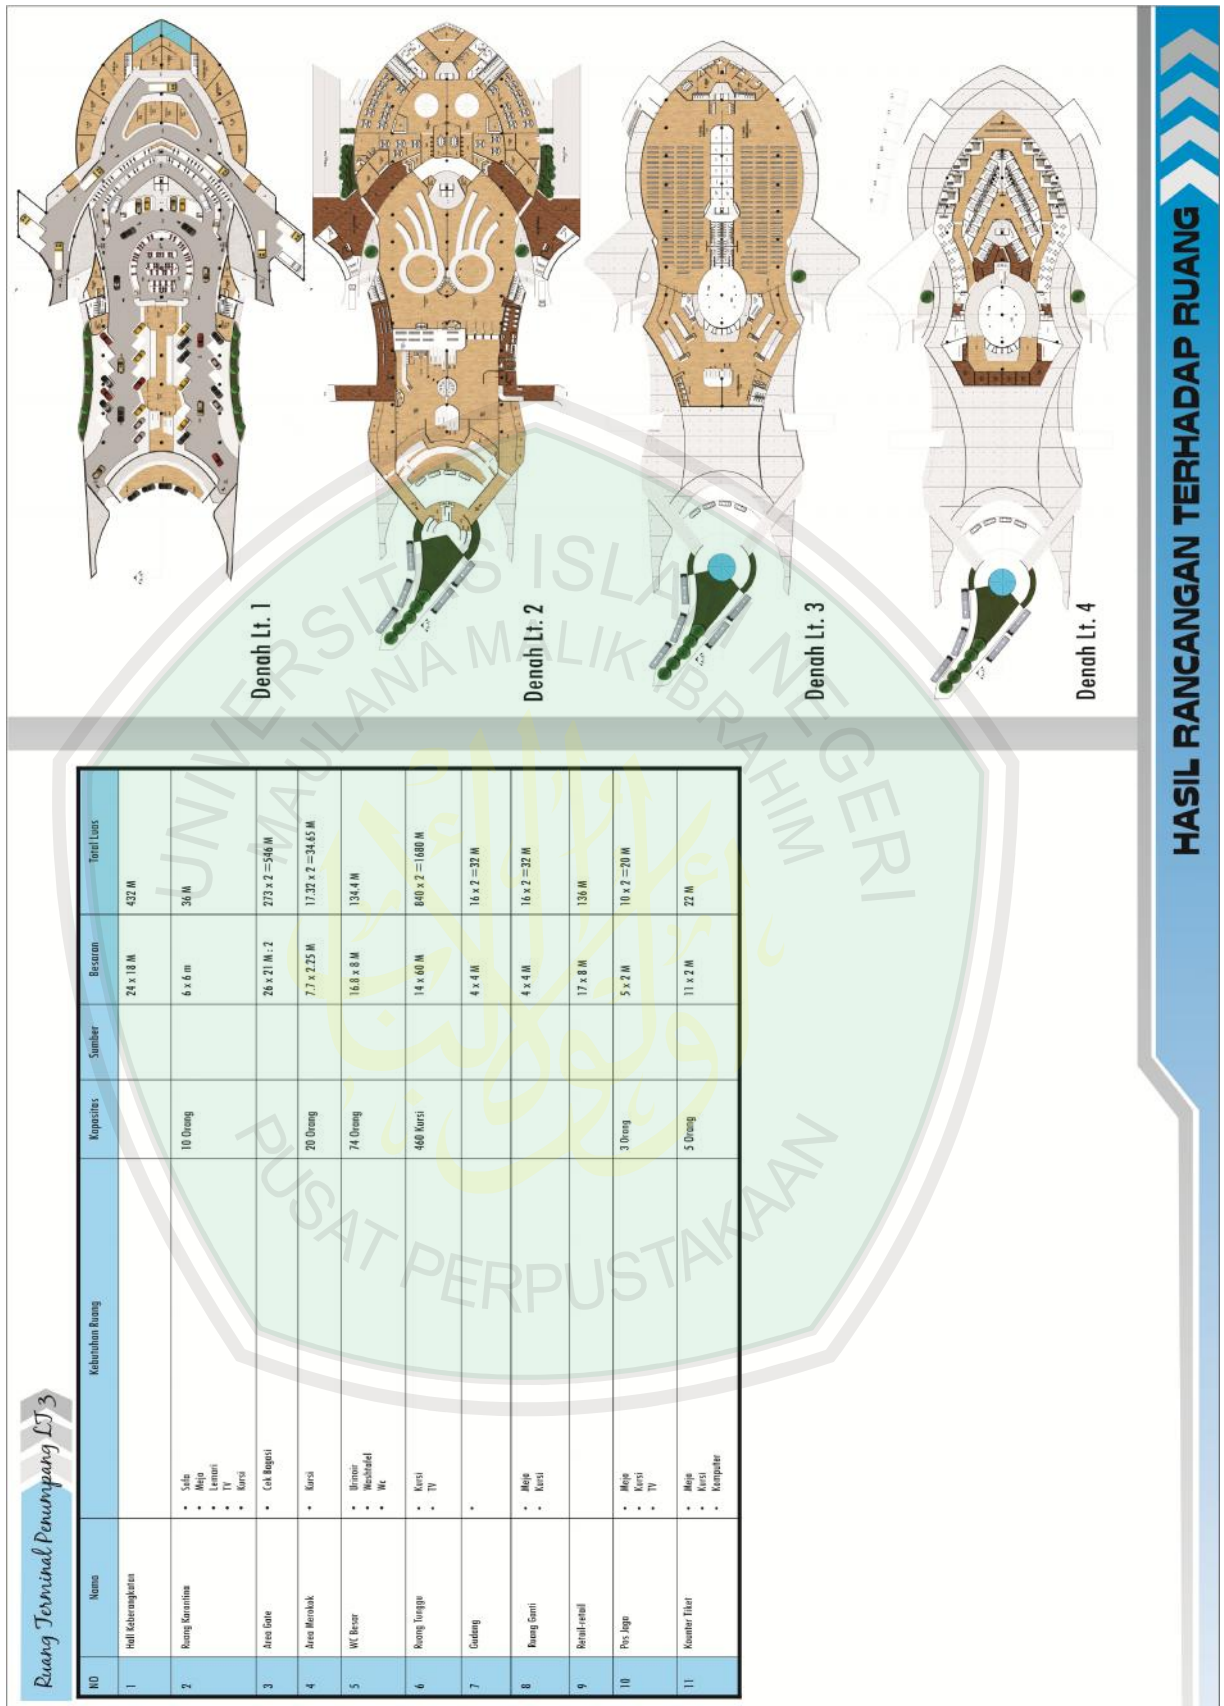 Ruang Terminal Penumpang LT 3
NO Nama Kebutuhan Ruang Kapasitas Sumber Besaran Total Luas
1 Hall Keberangkatan 24 x 18 M 432 M
2 Ruang Karantina
• Sofa
• Meja
• Lemari
• TV
• Kursi
10 Orang 6 x 6 m 36 M
3 Area Gate • Cek Bagasi 26 x 21 M : 2 273 x 2 =546 M
4 Area Merokok • Kursi 20 Orang 7.7 x 2.25 M 17.32 x 2 =34.65 M
5 WC Besar
• Urinoir
• Washtafel
• Wc
74 Orang 16.8 x 8 M 134.4 M
6 Ruang Tunggu
• Kursi
• TV
460 Kursi 14 x 60 M 840 x 2 =1680 M
7 Gudang • 4 x 4 M 16 x 2 =32 M
8 Ruang Ganti
• Meja
• Kursi
4 x 4 M 16 x 2 =32 M
9 Retail-retail 17 x 8 M 136 M
10 Pos Jaga
• Meja
• Kursi
• TV
3 Orang 5 x 2 M 10 x 2 =20 M
11 Kounter Tiket
• Meja
• Kursi
• Komputer
5 Orang 11 x 2 M 22 M
Denah Lt. 1
Denah Lt. 2
Denah Lt. 3
Denah Lt. 4
HASIL RANCANGAN TERHADAP RUANG
UNIVERSITAS ISLAM NEGERI
MAULANA MALIK IBRAHIM
PUSAT PERPUSTAKAAN